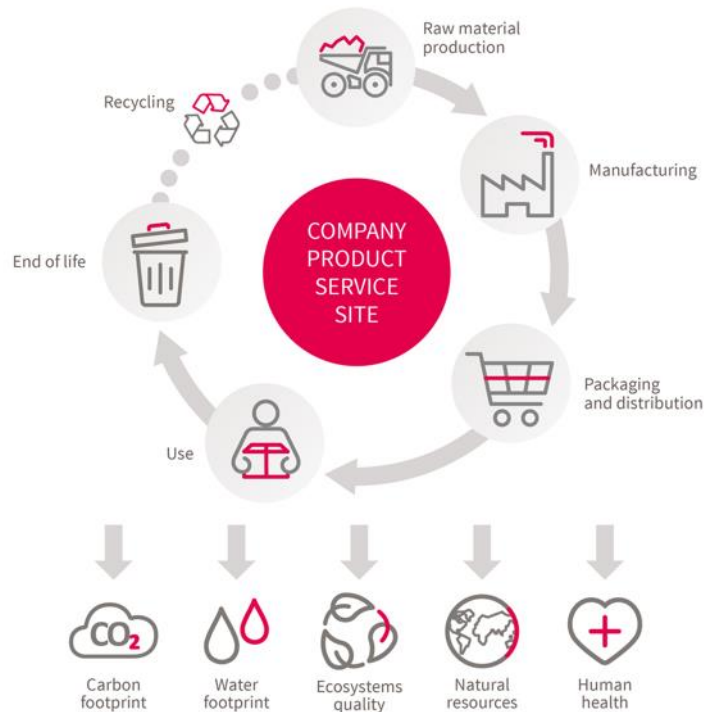 Raw material
production
Recycling
Manufacturing
COMPANY
PRODUCT
SERVICE
SITE
End of life
Packaging
and distribution
Use
CO₂
Carbon
footprint
Water
footprint
Ecosystems
quality
Natural
resources
Human
health